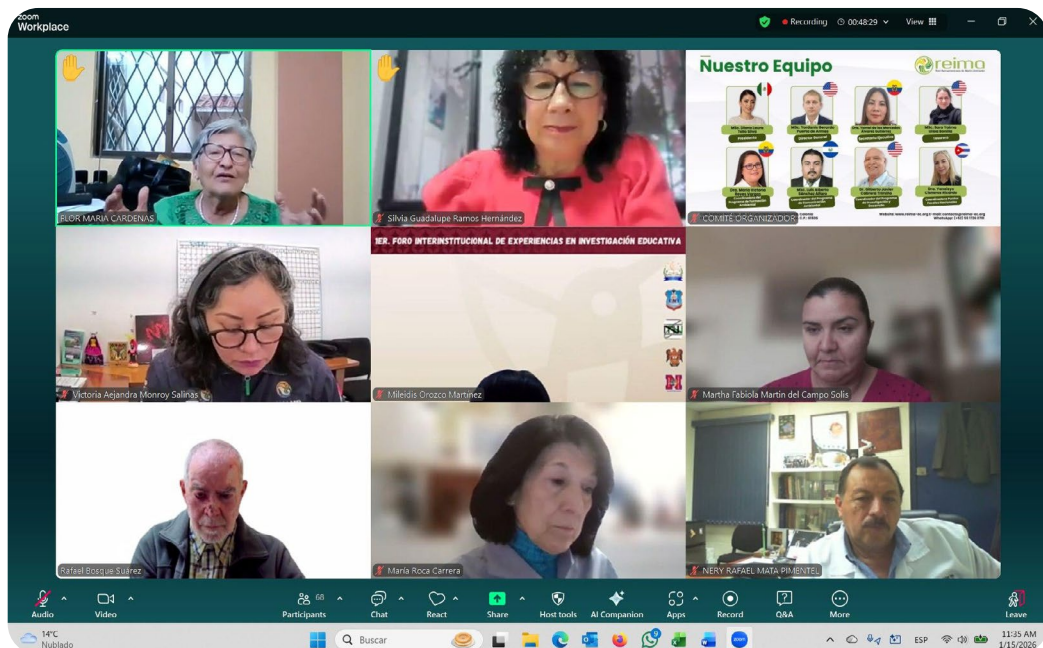 zoom
Workplace
Recording
00:48:29
View
FLOR MARIA CARDENAS
Silvia Guadalupe Ramos Hernández
Nuestro Equipo
reima
Presidenta
COMITÉ ORGANIZADOR
Victoria Aejandra Monroy Salinas
1ER. FORO INTERINSTITUCIONAL DE EXPERIENCIAS EN INVESTIGACIÓN EDUCATIVA
Mileidis Orozco Martínez
Martha Fabiola Martin del Campo Solis
Rafael Bosque Suárez
María Roca Carrera
NERY RAFAEL MATA PIMENTEL
Audio
Video
68
Participants
Chat
React
Share
Host tools
AI Companion
Apps
Record
Q&A
More
Leave
14°C
Nublado
Buscar
zoom
ESP
11:35 AM
1/15/2026